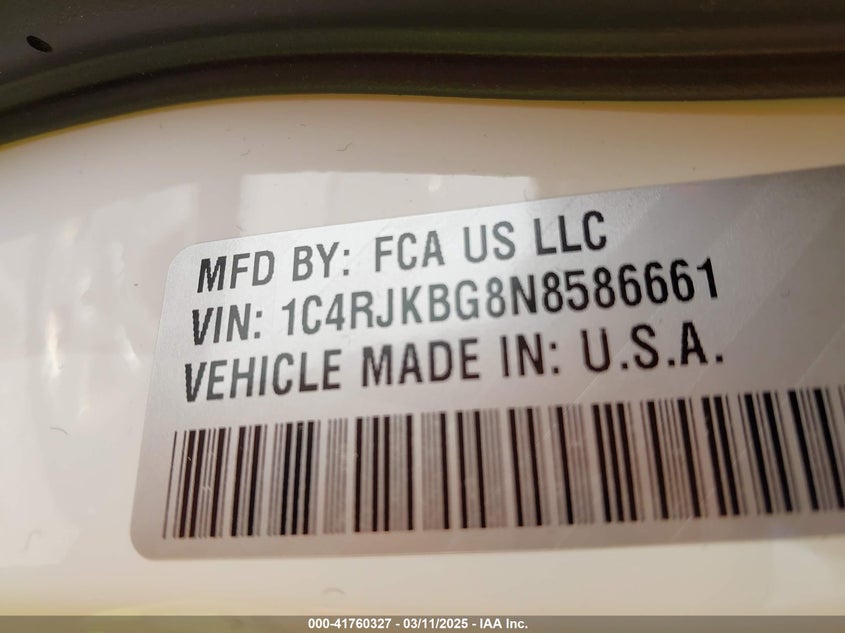 MFD BY: FCA US LLC
VIN: 1C4RJKBG8N8586661
VEHICLE MADE IN: U.S.A.
000-41760327 - 03/11/2025 - IAA Inc.